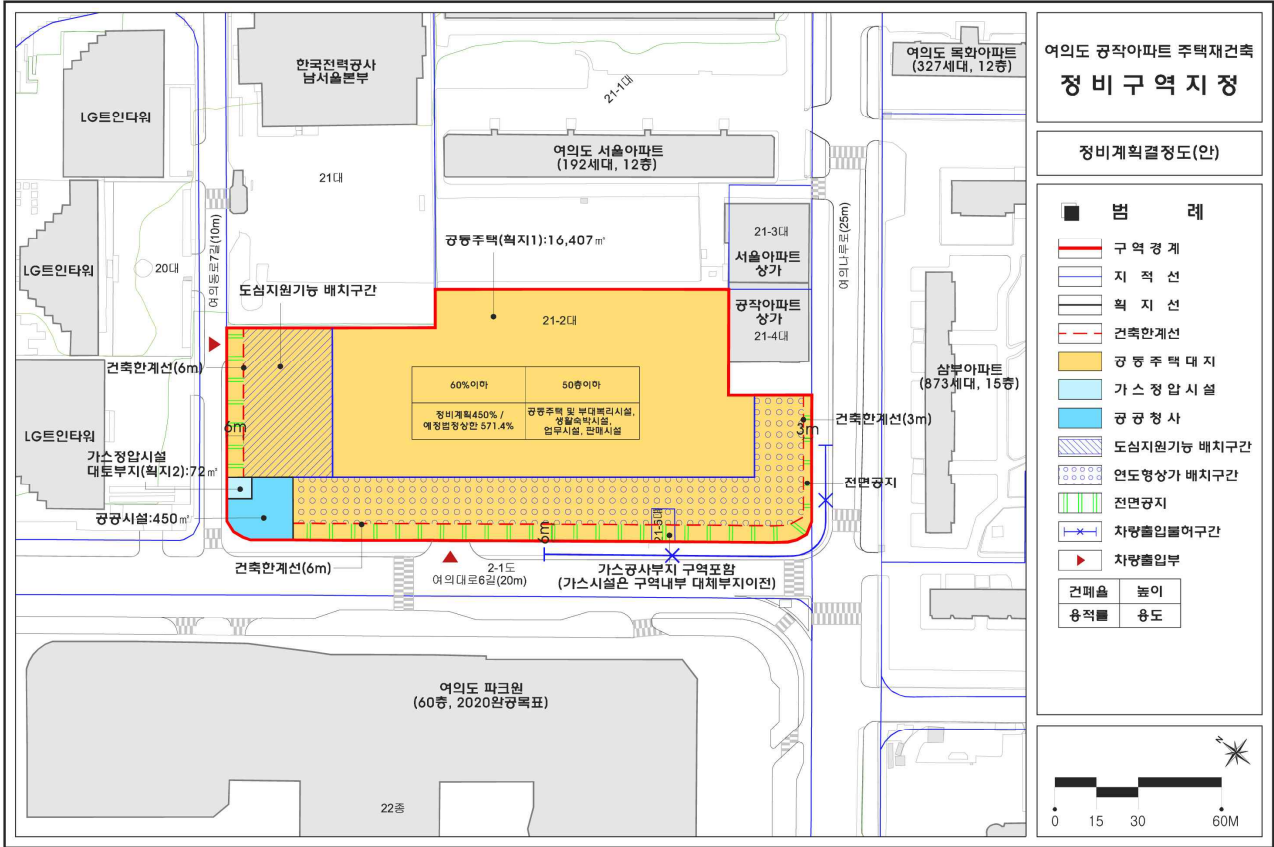 여의도 공작아파트 주택재건축
정비구역지정
정비계획결정도(안)
범 례
구역경계
지적선
획지선
건축한계선
공동주택대지
가스정압시설
공공청사
도심지원기능 배치구간
연도형상가 배치구간
전면공지
차량출입불허구간
차량출입부
건폐율 높이
용적률 용도
N
0 15 30 60M
한국전력공사
남서울본부
LG트윈타워
21-1대
여의도 목화아파트
(327세대, 12층)
여의도 서울아파트
(192세대, 12층)
21대
여의동로7길(10m)
여의나루로(25m)
21-3대
서울아파트
상가
공동주택(획지1):16,407㎡
LG트윈타워
20대
도심지원기능 배치구간
공작아파트
상가
21-4대
21-2대
건축한계선(6m)
삼부아파트
(873세대, 15층)
60%이하 50층이하
정비계획450% /
예정법정상한 571.4%
공동주택 및 부대복리시설,
생활숙박시설,
업무시설, 판매시설
6m
3m
건축한계선(3m)
LG트윈타워
가스정압시설
대토부지(획지2):72㎡
전면공지
공공시설:450㎡
21-5대
6m
건축한계선(6m)
2-1도
여의대로6길(20m)
가스공사부지 구역포함
(가스시설은 구역내부 대체부지이전)
여의도 파크원
(60층, 2020완공목표)
22종